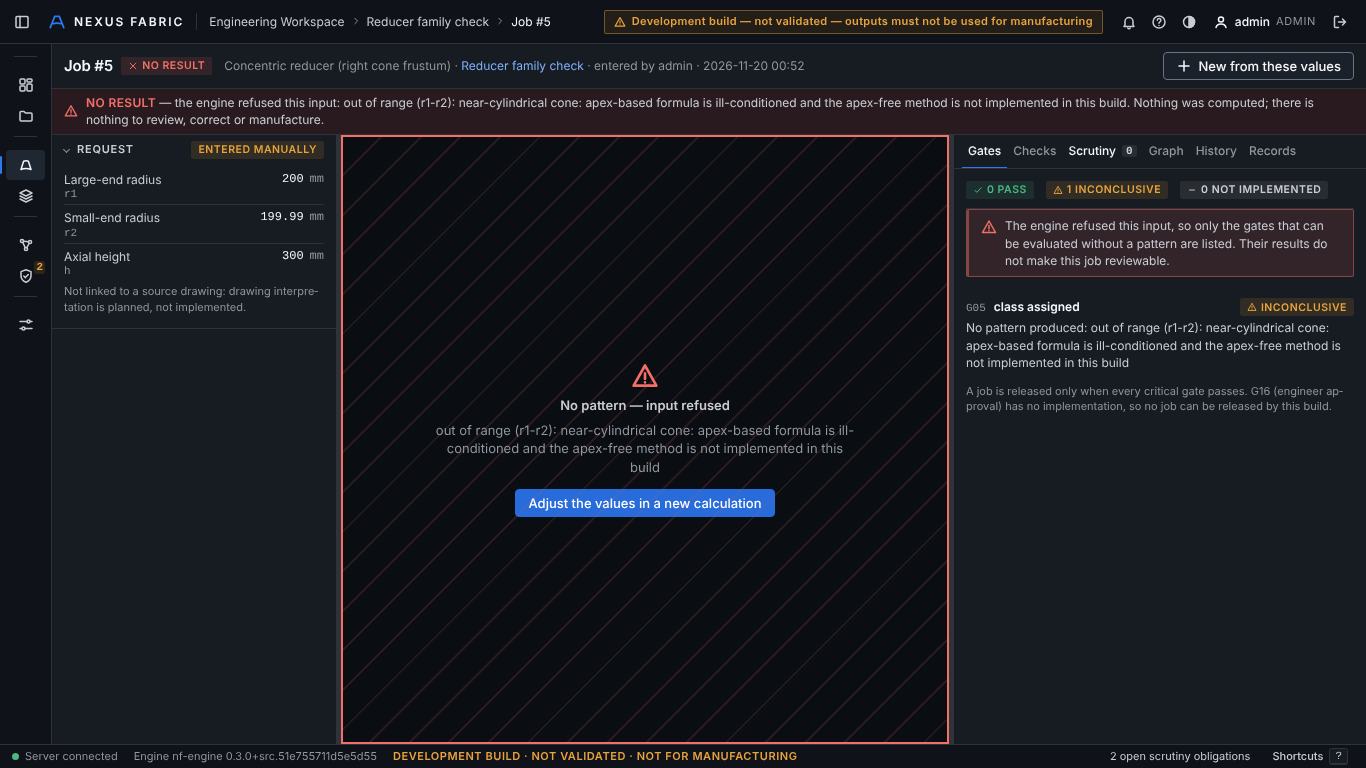 NEXUS FABRIC
Engineering Workspace > Reducer family check > Job #5
Development build — not validated — outputs must not be used for manufacturing
admin ADMIN
Job #5
× NO RESULT
Concentric reducer (right cone frustum) · Reducer family check · entered by admin · 2026-11-20 00:52
+ New from these values
NO RESULT — the engine refused this input: out of range (r1-r2): near-cylindrical cone: apex-based formula is ill-conditioned and the apex-free method is not implemented in this build. Nothing was computed; there is
nothing to review, correct or manufacture.
REQUEST
ENTERED MANUALLY
Large-end radius 200 mm
r1
Small-end radius 199.99 mm
r2
Axial height 300 mm
h
Not linked to a source drawing: drawing interpre-
tation is planned, not implemented.
2
No pattern — input refused
out of range (r1-r2): near-cylindrical cone: apex-based formula is ill-
conditioned and the apex-free method is not implemented in this
build
Adjust the values in a new calculation
Gates Checks Scrutiny 0 Graph History Records
✓ 0 PASS
1 INCONCLUSIVE
– 0 NOT IMPLEMENTED
The engine refused this input, so only the gates that can
be evaluated without a pattern are listed. Their results do
not make this job reviewable.
G05 class assigned
INCONCLUSIVE
No pattern produced: out of range (r1-r2): near-cylindrical cone:
apex-based formula is ill-conditioned and the apex-free method is
not implemented in this build
A job is released only when every critical gate passes. G16 (engineer ap-
proval) has no implementation, so no job can be released by this build.
Server connected
Engine nf-engine 0.3.0+src.51e755711d5e5d55
DEVELOPMENT BUILD · NOT VALIDATED · NOT FOR MANUFACTURING
2 open scrutiny obligations
Shortcuts ?